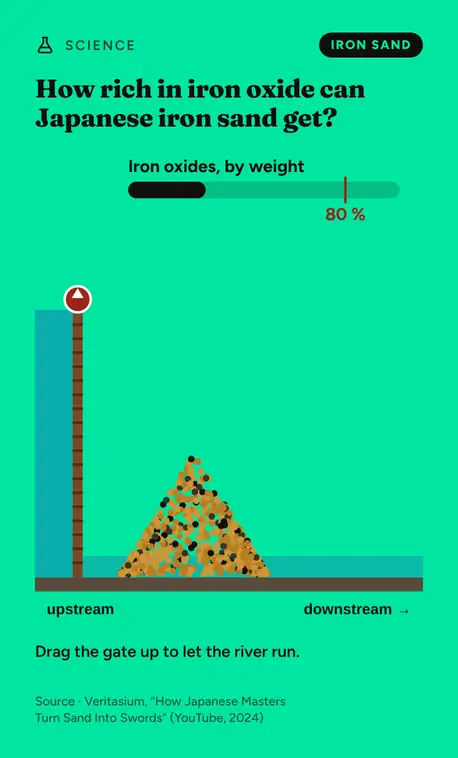 SCIENCE
IRON SAND
How rich in iron oxide can
Japanese iron sand get?
Iron oxides, by weight
80 %
upstream
downstream →
Drag the gate up to let the river run.
Source · Veritasium, “How Japanese Masters
Turn Sand Into Swords” (YouTube, 2024)